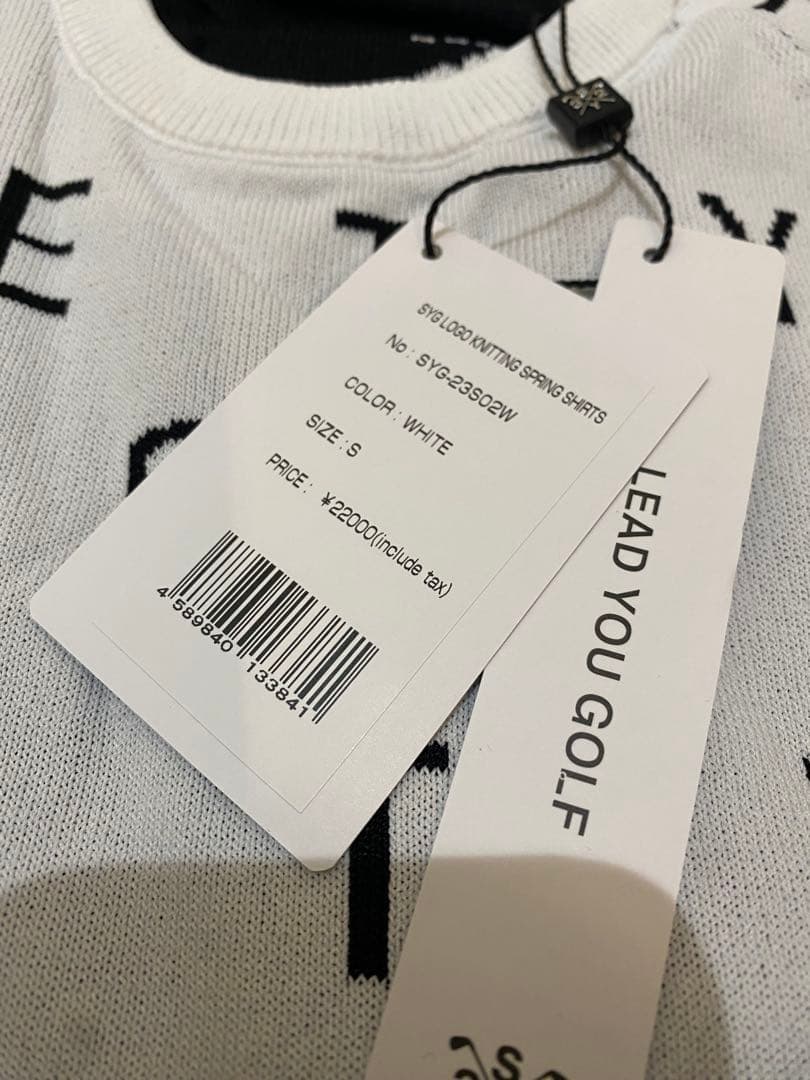 SYG LOGO KNITTING SPRING SHIRTS
No : SYG-23S02W
COLOR : WHITE
SIZE : S
PRICE : ¥22000(include tax)
4 589840 133841
LEAD YOU GOLF
S
E
T